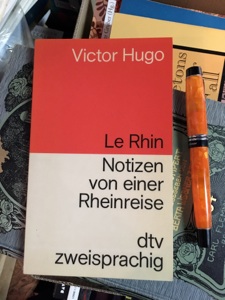 Victor Hugo
Le Rhin
Notizen
von einer
Rheinreise
dtv
zweisprachig